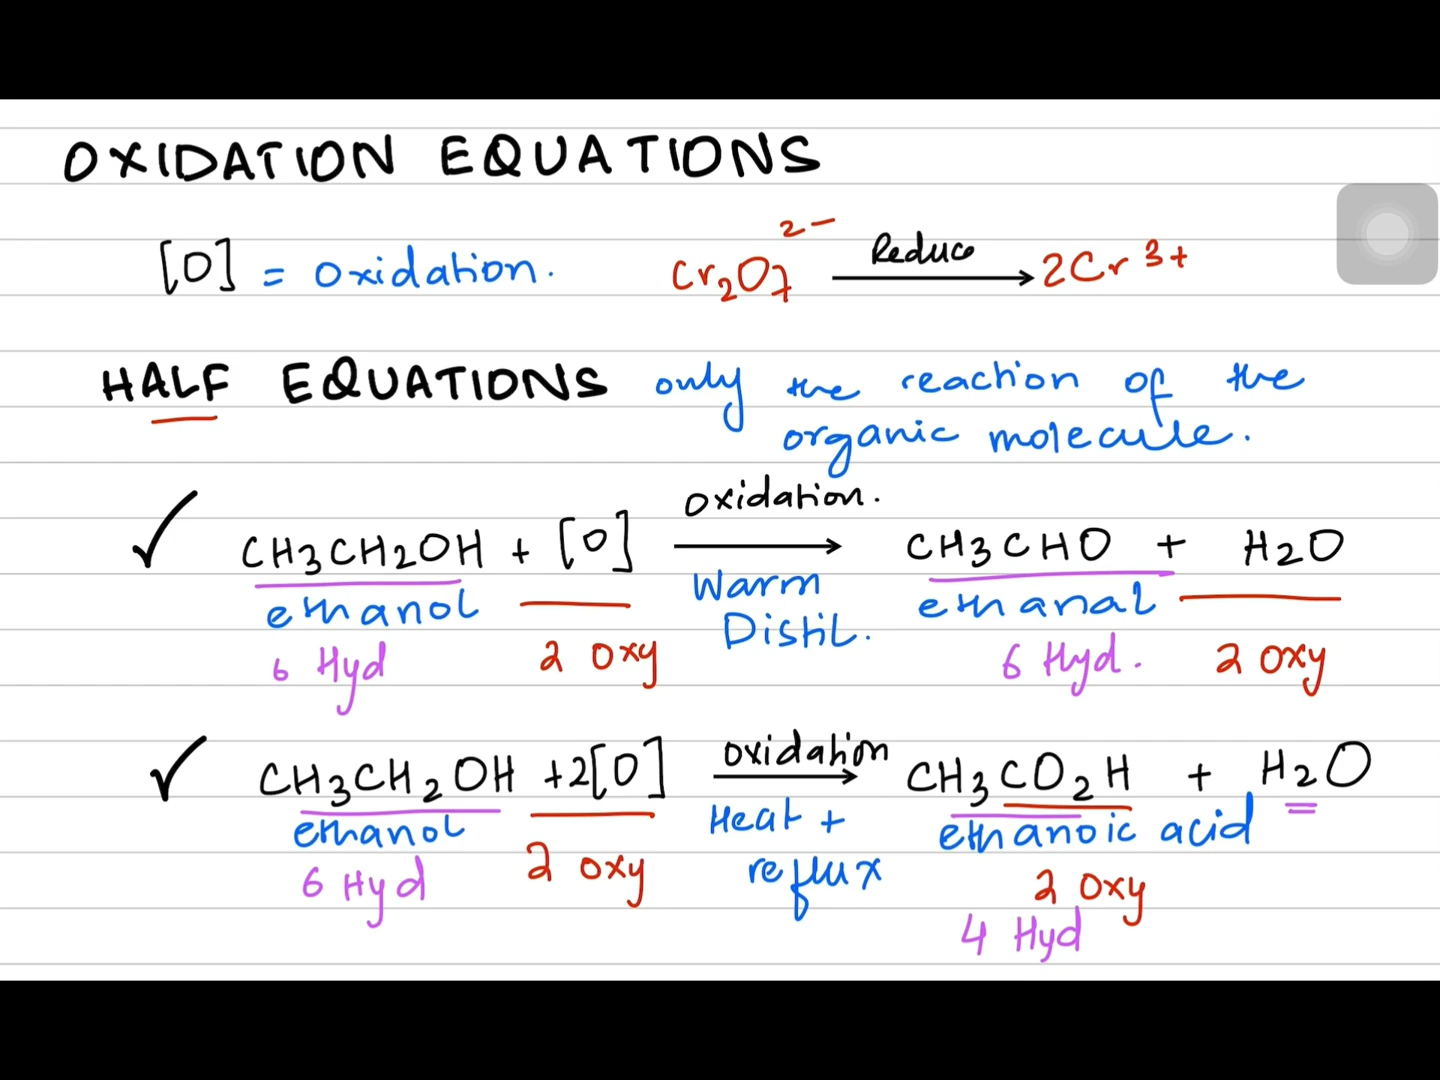 OXIDATION EQUATIONS
[O] = oxidation. Cr2O7 2- Reduce 2Cr 3+
HALF EQUATIONS only the reaction of the
organic molecule.
oxidation.
CH3CH2OH + [O] → CH3CHO + H2O
ethanol Warm ethanal
Distil.
6 Hyd 2 oxy 6 Hyd. 2 oxy
oxidation
CH3CH2OH +2[O] → CH3CO2H + H2O
ethanol Heat + ethanoic acid
6 Hyd 2 oxy reflux 2 oxy
4 Hyd